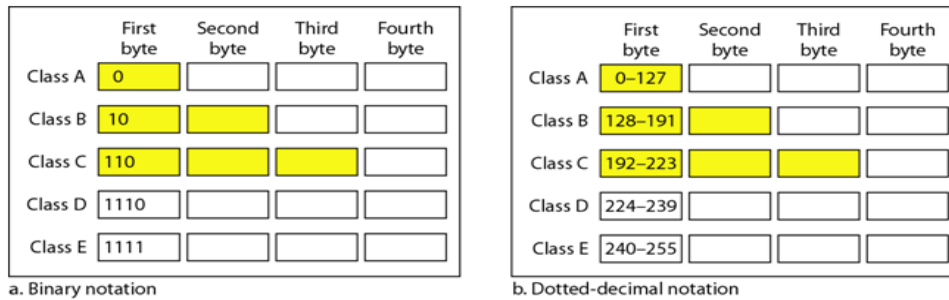 First Second Third Fourth
byte byte byte byte
Class A 0
Class B 10
Class C 110
Class D 1110
Class E 1111
a. Binary notation
First Second Third Fourth
byte byte byte byte
Class A 0–127
Class B 128–191
Class C 192–223
Class D 224–239
Class E 240–255
b. Dotted-decimal notation